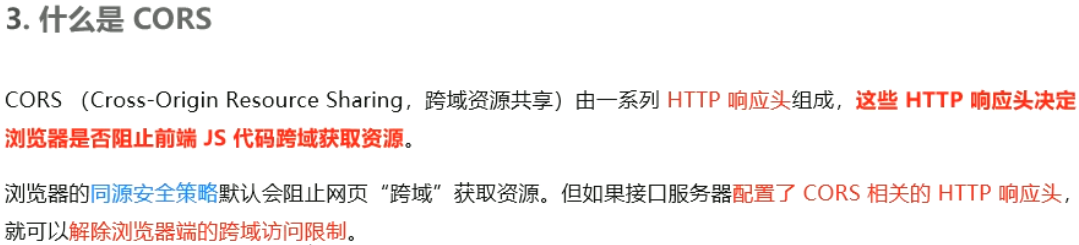 3. 什么是 CORS
CORS （Cross-Origin Resource Sharing，跨域资源共享）由一系列 HTTP 响应头组成，这些 HTTP 响应头决定
浏览器是否阻止前端 JS 代码跨域获取资源。
浏览器的同源安全策略默认会阻止网页“跨域”获取资源。但如果接口服务器配置了 CORS 相关的 HTTP 响应头，
就可以解除浏览器端的跨域访问限制。